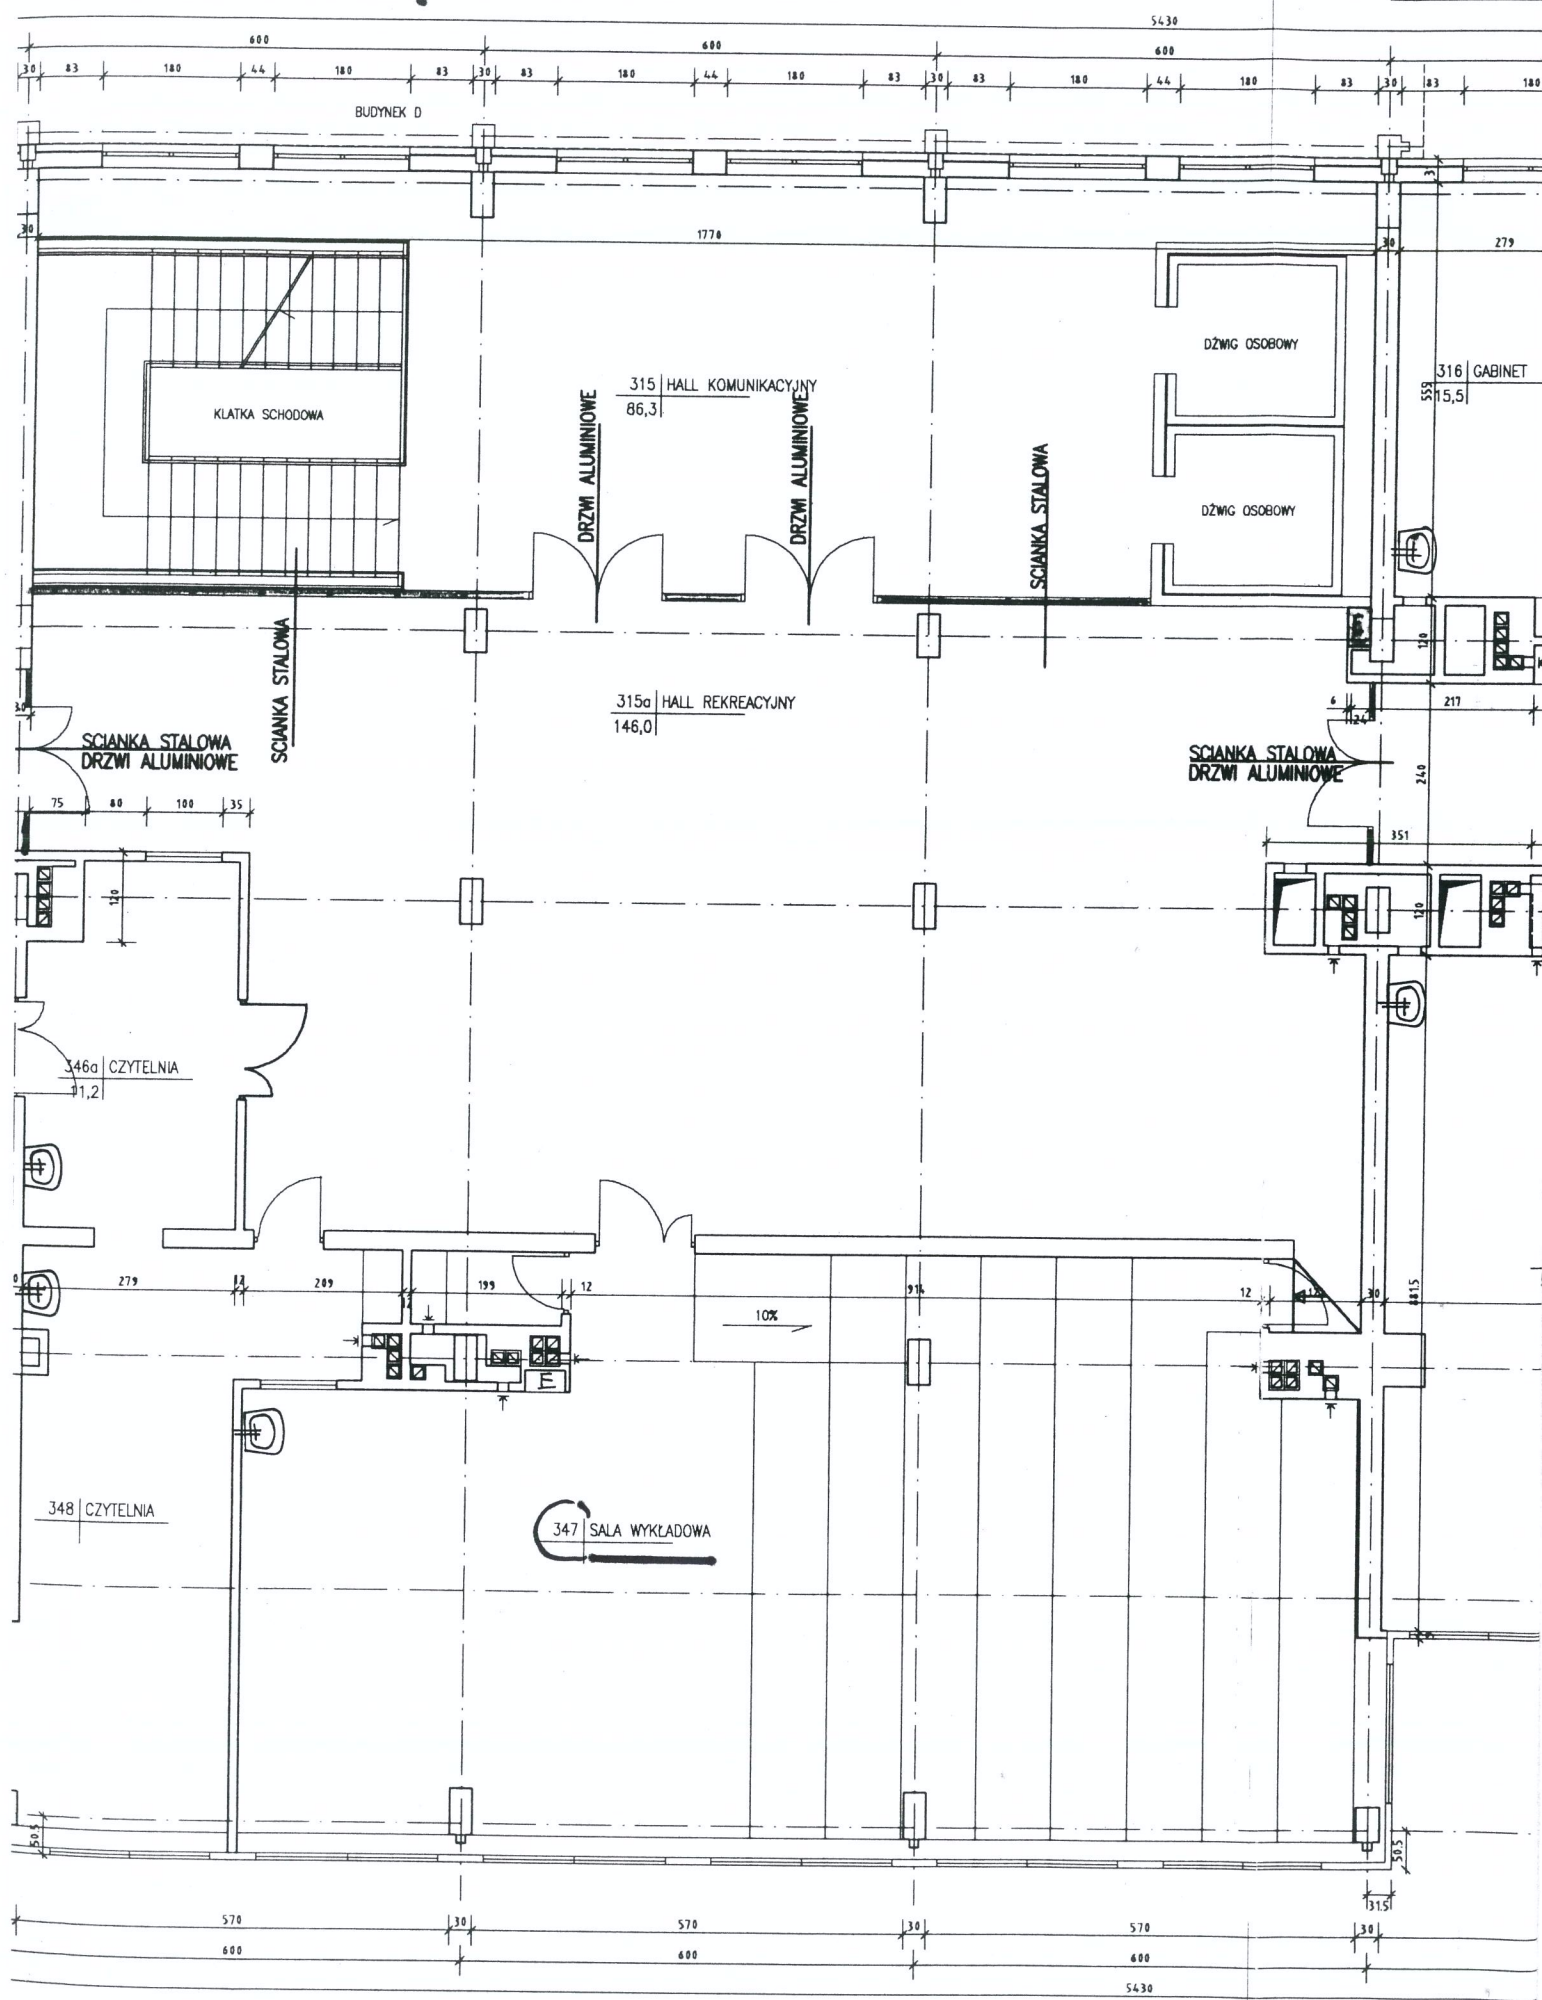 5430
600 600 600
30 83 180 44 180 83 30 83 180 44 180 83 30 83 180 44 180 83 30 83 180
BUDYNEK D
30 1770 30 279
DŹWIG OSOBOWY
315 HALL KOMUNIKACYJNY
86,3
316 GABINET
15,5
559
KLATKA SCHODOWA
DRZWI ALUMINIOWE
DRZWI ALUMINIOWE
SCIANKA STALOWA
DŹWIG OSOBOWY
120
SCIANKA STALOWA
315a HALL REKREACYJNY
146,0
6 217
24
SCIANKA STALOWA
DRZWI ALUMINIOWE
SCIANKA STALOWA
DRZWI ALUMINIOWE
240
75 80 100 35
351
120
120
346a CZYTELNIA
11,2
279 12 209 12 199 12 914 12 12 30
881.5
10%
E
348 CZYTELNIA
347 SALA WYKŁADOWA
50.5
50.5
31.5
570 30 570 30 570 30
600 600 600
5430